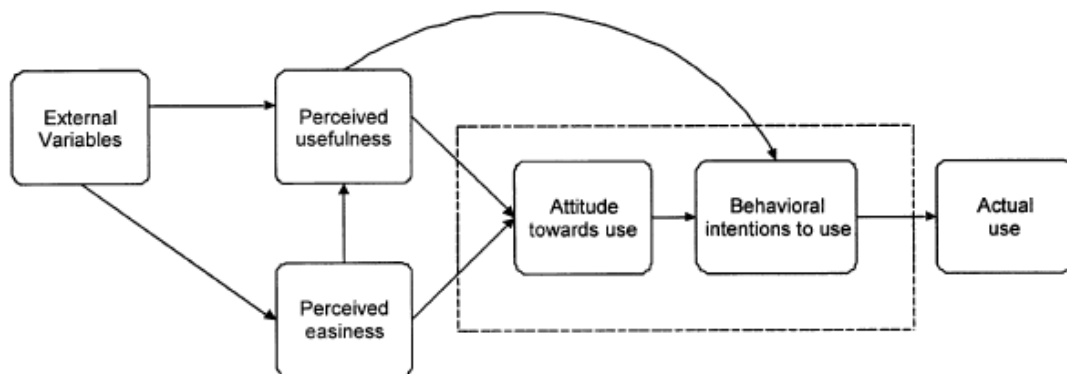 External
Variables
Perceived
usefulness
Perceived
easiness
Attitude
towards use
Behavioral
intentions to use
Actual
use